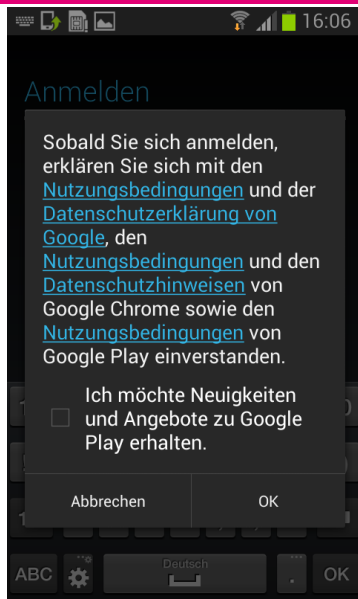 16:06
Anmelden
Sobald Sie sich anmelden,
erklären Sie sich mit den
Nutzungsbedingungen und der
Datenschutzerklärung von
Google, den
Nutzungsbedingungen und den
Datenschutzhinweisen von
Google Chrome sowie den
Nutzungsbedingungen von
Google Play einverstanden.
Ich möchte Neuigkeiten
und Angebote zu Google
Play erhalten.
Abbrechen OK
ABC Deutsch . OK